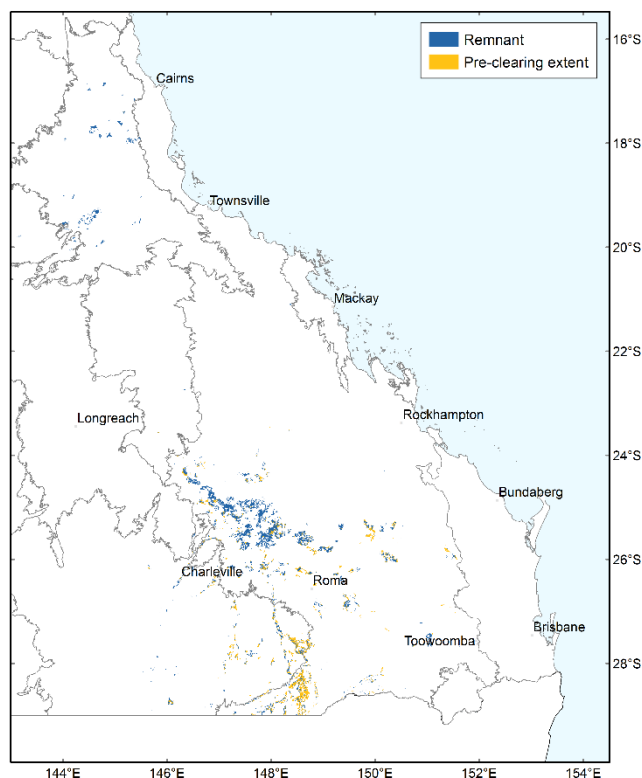 Remnant
Pre-clearing extent
16°S
Cairns
18°S
Townsville
20°S
Mackay
22°S
Longreach
Rockhampton
24°S
Bundaberg
26°S
Charleville
Roma
Brisbane
Toowoomba
28°S
144°E 146°E 148°E 150°E 152°E 154°E